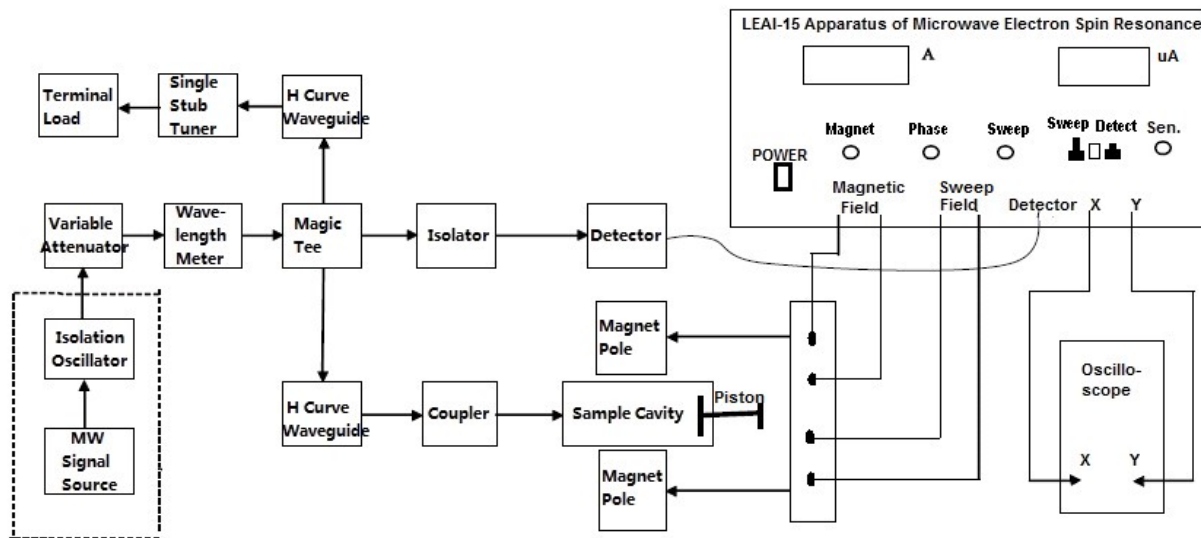 LEAI-15 Apparatus of Microwave Electron Spin Resonance
A
uA
Magnet
Phase
Sweep
Sweep Detect
Sen.
POWER
Magnetic
Field
Sweep
Field
Detector
X
Y
Terminal
Load
Single
Stub
Tuner
H Curve
Waveguide
Variable
Attenuator
Wave-
length
Meter
Magic
Tee
Isolator
Detector
Isolation
Oscillator
MW
Signal
Source
H Curve
Waveguide
Coupler
Sample Cavity
Piston
Magnet
Pole
Magnet
Pole
Oscillo-
scope
X
Y